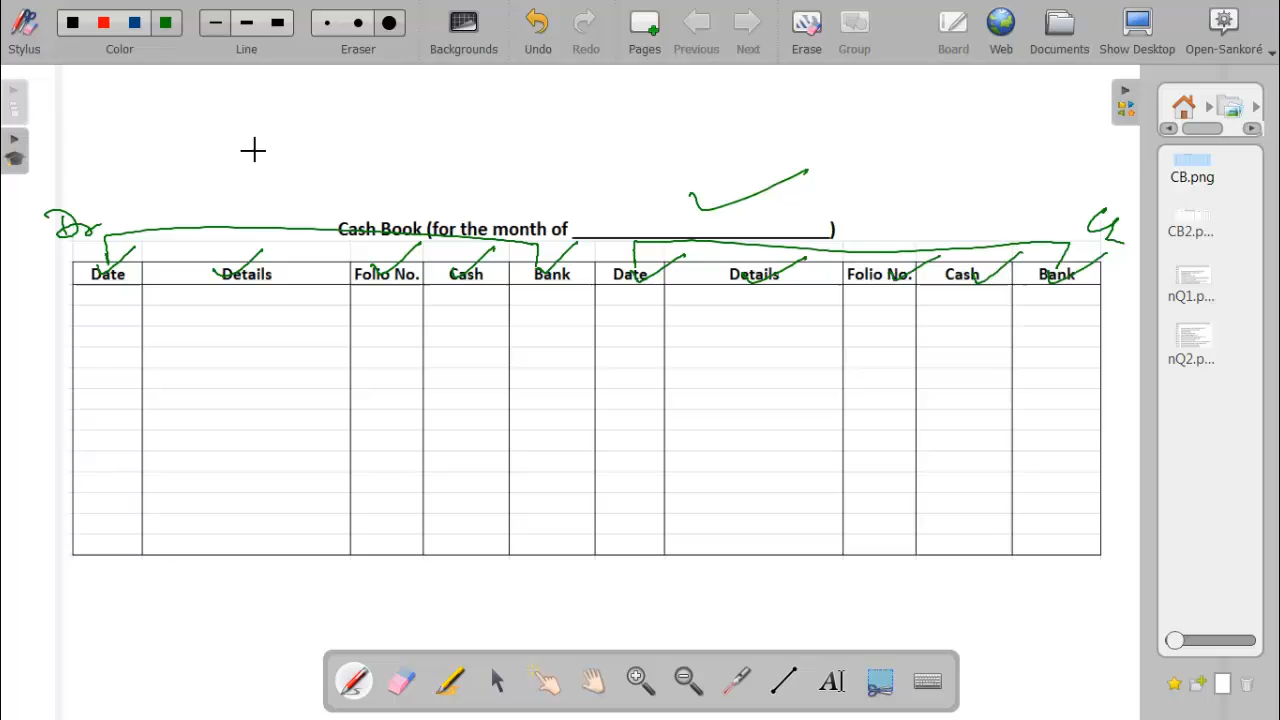 Stylus Color Line Eraser Backgrounds Undo Redo Pages Previous Next Erase Group Board Web Documents Show Desktop Open-Sankoré
CB.png
CB2.p...
nQ1.p...
nQ2.p...
Cash Book (for the month of ________________________)
Dr Cr
Date Details Folio No. Cash Bank Date Details Folio No. Cash Bank
AI